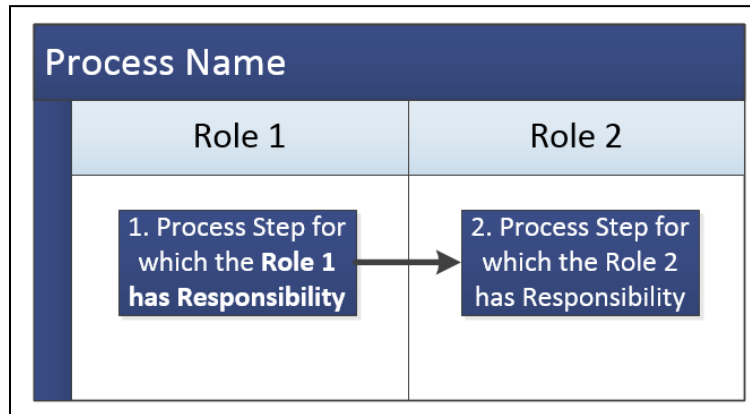 Process Name
Role 1
Role 2
1. Process Step for
which the Role 1
has Responsibility
2. Process Step for
which the Role 2
has Responsibility